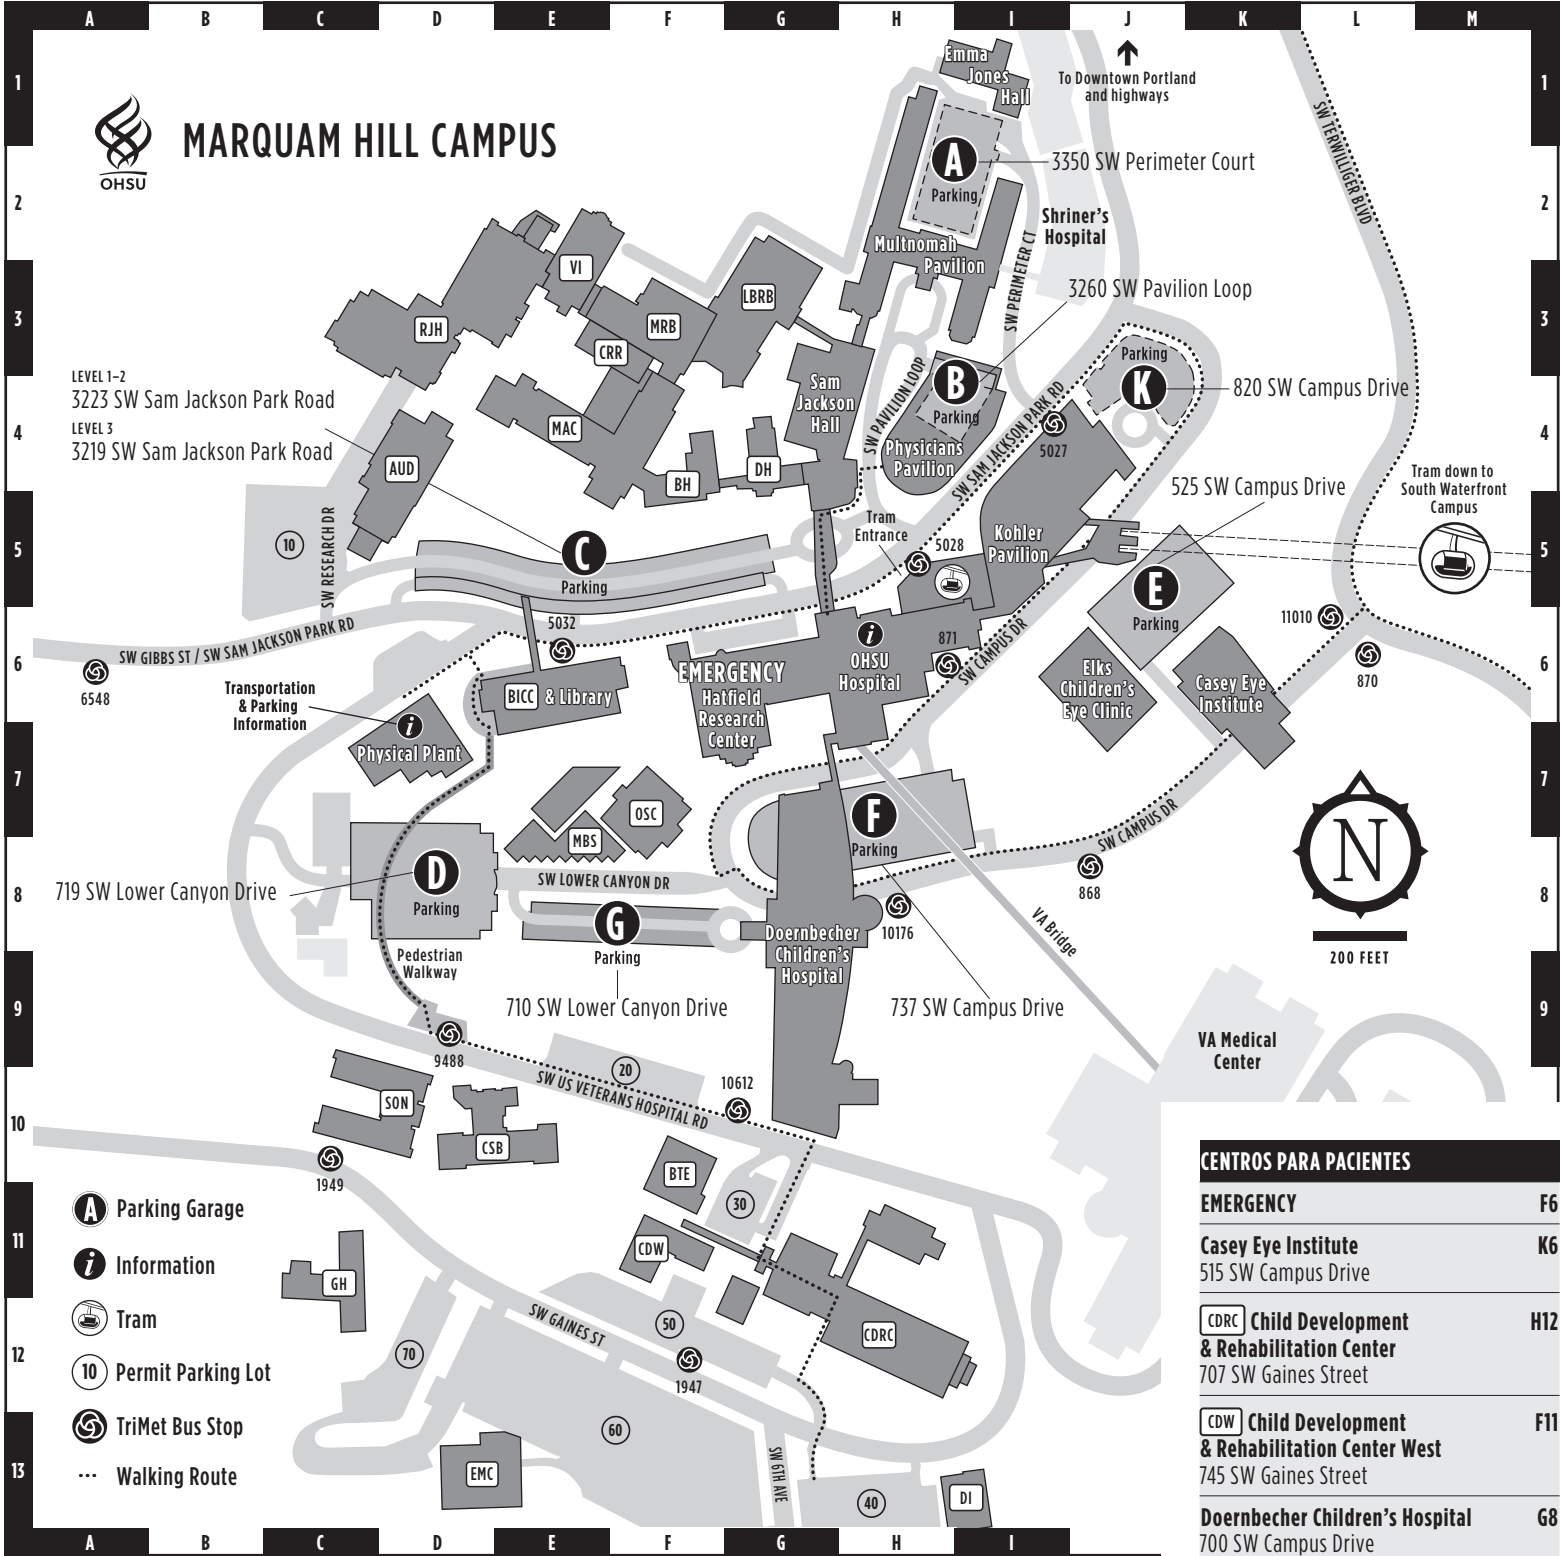 A B C D E F G H I J K L M
1
1
To Downtown Portland
and highways
Emma
Jones
Hall
OHSU
MARQUAM HILL CAMPUS
SW TERWILLIGER BLVD
A
Parking
3350 SW Perimeter Court
2
2
Shriner's
Hospital
Multnomah
Pavilion
SW PERIMETER CT
VI
LBRB
3260 SW Pavilion Loop
3
3
RJH
MRB
CRR
Parking
K
820 SW Campus Drive
LEVEL 1–2
3223 SW Sam Jackson Park Road
LEVEL 3
3219 SW Sam Jackson Park Road
Sam
Jackson
Hall
SW PAVILION LOOP
B
Parking
Physicians
Pavilion
SW SAM JACKSON PARK RD
5027
4
4
MAC
AUD
BH
DH
525 SW Campus Drive
Tram down to
South Waterfront
Campus
10
SW RESEARCH DR
C
Parking
Tram
Entrance
5028
Kohler
Pavilion
5
5
E
Parking
11010
870
SW GIBBS ST / SW SAM JACKSON PARK RD
5032
6548
6
6
i
OHSU
Hospital
871
SW CAMPUS DR
EMERGENCY
Hatfield
Research
Center
Elks
Children's
Eye Clinic
Casey Eye
Institute
Transportation
& Parking
Information
BICC & Library
i
Physical Plant
7
7
OSC
MBS
F
Parking
SW CAMPUS DR
868
N
200 FEET
719 SW Lower Canyon Drive
D
Parking
SW LOWER CANYON DR
8
8
G
Parking
Doernbecher
Children's
Hospital
10176
VA Bridge
Pedestrian
Walkway
710 SW Lower Canyon Drive
737 SW Campus Drive
9
9
9488
VA Medical
Center
20
SW US VETERANS HOSPITAL RD
10612
SON
CSB
10
1949
BTE
30
A Parking Garage
i Information
Tram
10 Permit Parking Lot
TriMet Bus Stop
Walking Route
11
CDW
GH
SW GAINES ST
50
CDRC
12
70
1947
60
13
EMC
SW 6TH AVE
40
DI
CENTROS PARA PACIENTES
EMERGENCY F6
Casey Eye Institute K6
515 SW Campus Drive
CDRC Child Development H12
& Rehabilitation Center
707 SW Gaines Street
CDW Child Development F11
& Rehabilitation Center West
745 SW Gaines Street
Doernbecher Children's Hospital G8
700 SW Campus Drive
A B C D E F G H I